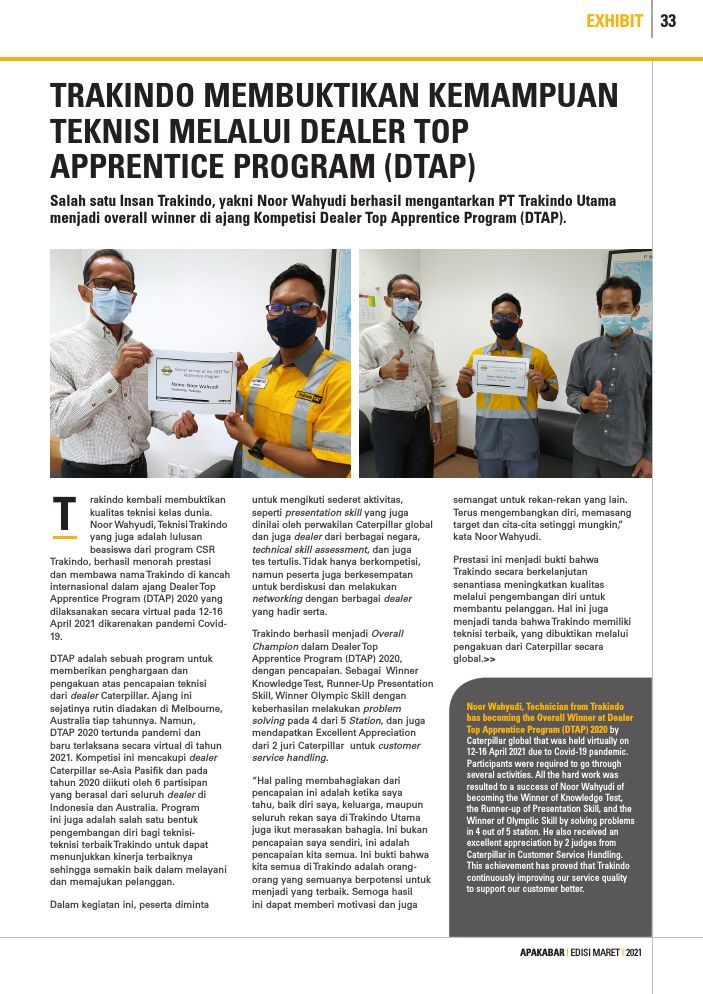 EXHIBIT 33
TRAKINDO MEMBUKTIKAN KEMAMPUAN
TEKNISI MELALUI DEALER TOP
APPRENTICE PROGRAM (DTAP)
Salah satu Insan Trakindo, yakni Noor Wahyudi berhasil mengantarkan PT Trakindo Utama
menjadi overall winner di ajang Kompetisi Dealer Top Apprentice Program (DTAP).
Overall winner of the 2020 Top
Apprentice Program
Name: Noor Wahyudi
Dealership: Trakindo
Trakindo kembali membuktikan
kualitas teknisi kelas dunia.
Noor Wahyudi, Teknisi Trakindo
yang juga adalah lulusan
beasiswa dari program CSR
Trakindo, berhasil menorah prestasi
dan membawa nama Trakindo di kancah
internasional dalam ajang Dealer Top
Apprentice Program (DTAP) 2020 yang
dilaksanakan secara virtual pada 12-16
April 2021 dikarenakan pandemi Covid-
19.
DTAP adalah sebuah program untuk
memberikan penghargaan dan
pengakuan atas pencapaian teknisi
dari dealer Caterpillar. Ajang ini
sejatinya rutin diadakan di Melbourne,
Australia tiap tahunnya. Namun,
DTAP 2020 tertunda pandemi dan
baru terlaksana secara virtual di tahun
2021. Kompetisi ini mencakupi dealer
Caterpillar se-Asia Pasifik dan pada
tahun 2020 diikuti oleh 6 partisipan
yang berasal dari seluruh dealer di
Indonesia dan Australia. Program
ini juga adalah salah satu bentuk
pengembangan diri bagi teknisi-
teknisi terbaik Trakindo untuk dapat
menunjukkan kinerja terbaiknya
sehingga semakin baik dalam melayani
dan memajukan pelanggan.
Dalam kegiatan ini, peserta diminta
untuk mengikuti sederet aktivitas,
seperti presentation skill yang juga
dinilai oleh perwakilan Caterpillar global
dan juga dealer dari berbagai negara,
technical skill assessment, dan juga
tes tertulis. Tidak hanya berkompetisi,
namun peserta juga berkesempatan
untuk berdiskusi dan melakukan
networking dengan berbagai dealer
yang hadir serta.
Trakindo berhasil menjadi Overall
Champion dalam Dealer Top
Apprentice Program (DTAP) 2020,
dengan pencapaian. Sebagai Winner
Knowledge Test, Runner-Up Presentation
Skill, Winner Olympic Skill dengan
keberhasilan melakukan problem
solving pada 4 dari 5 Station, dan juga
mendapatkan Excellent Appreciation
dari 2 juri Caterpillar untuk customer
service handling.
“Hal paling membahagiakan dari
pencapaian ini adalah ketika saya
tahu, baik diri saya, keluarga, maupun
seluruh rekan saya di Trakindo Utama
juga ikut merasakan bahagia. Ini bukan
pencapaian saya sendiri, ini adalah
pencapaian kita semua. Ini bukti bahwa
kita semua di Trakindo adalah orang-
orang yang semuanya berpotensi untuk
menjadi yang terbaik. Semoga hasil
ini dapat memberi motivasi dan juga
semangat untuk rekan-rekan yang lain.
Terus mengembangkan diri, memasang
target dan cita-cita setinggi mungkin,”
kata Noor Wahyudi.
Prestasi ini menjadi bukti bahwa
Trakindo secara berkelanjutan
senantiasa meningkatkan kualitas
melalui pengembangan diri untuk
membantu pelanggan. Hal ini juga
menjadi tanda bahwa Trakindo memiliki
teknisi terbaik, yang dibuktikan melalui
pengakuan dari Caterpillar secara
global.>>
Noor Wahyudi, Technician from Trakindo
has becoming the Overall Winner at Dealer
Top Apprentice Program (DTAP) 2020 by
Caterpillar global that was held virtually on
12-16 April 2021 due to Covid-19 pandemic.
Participants were required to go through
several activities. All the hard work was
resulted to a success of Noor Wahyudi of
becoming the Winner of Knowledge Test,
the Runner-up of Presentation Skill, and the
Winner of Olympic Skill by solving problems
in 4 out of 5 station. He also received an
excellent appreciation by 2 judges from
Caterpillar in Customer Service Handling.
This achievement has proved that Trakindo
continuously improving our service quality
to support our customer better.
APAKABAR | EDISI MARET | 2021